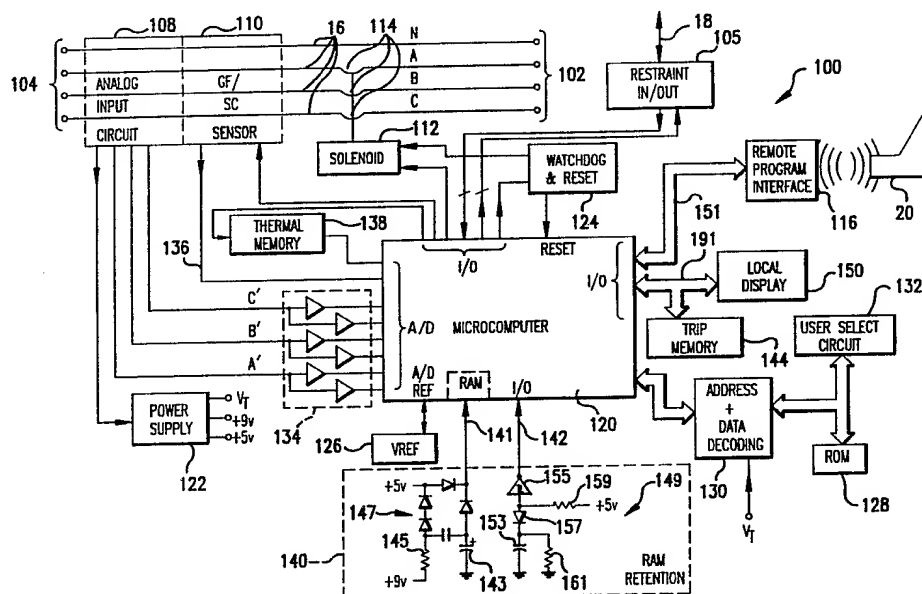 108
110
16
114
N
A
B
C
104
102
ANALOG
INPUT
CIRCUIT
GF/
SC
SENSOR
18
105
RESTRAINT
IN/OUT
100
112
SOLENOID
WATCHDOG
& RESET
124
REMOTE
PROGRAM
INTERFACE
116
20
151
138
THERMAL
MEMORY
136
I/O
RESET
I/O
191
LOCAL
DISPLAY
150
132
USER SELECT
CIRCUIT
TRIP
MEMORY
144
C'
B'
A'
A/D
MICROCOMPUTER
A/D
REF
RAM
I/O
134
120
ADDRESS
+
DATA
DECODING
130
ROM
128
VT
POWER
SUPPLY
122
VT
+9v
+5v
126
VREF
141
142
155
159
149
+5v
+5v
147
153
157
145
140
143
161
+9v
RAM
RETENTION